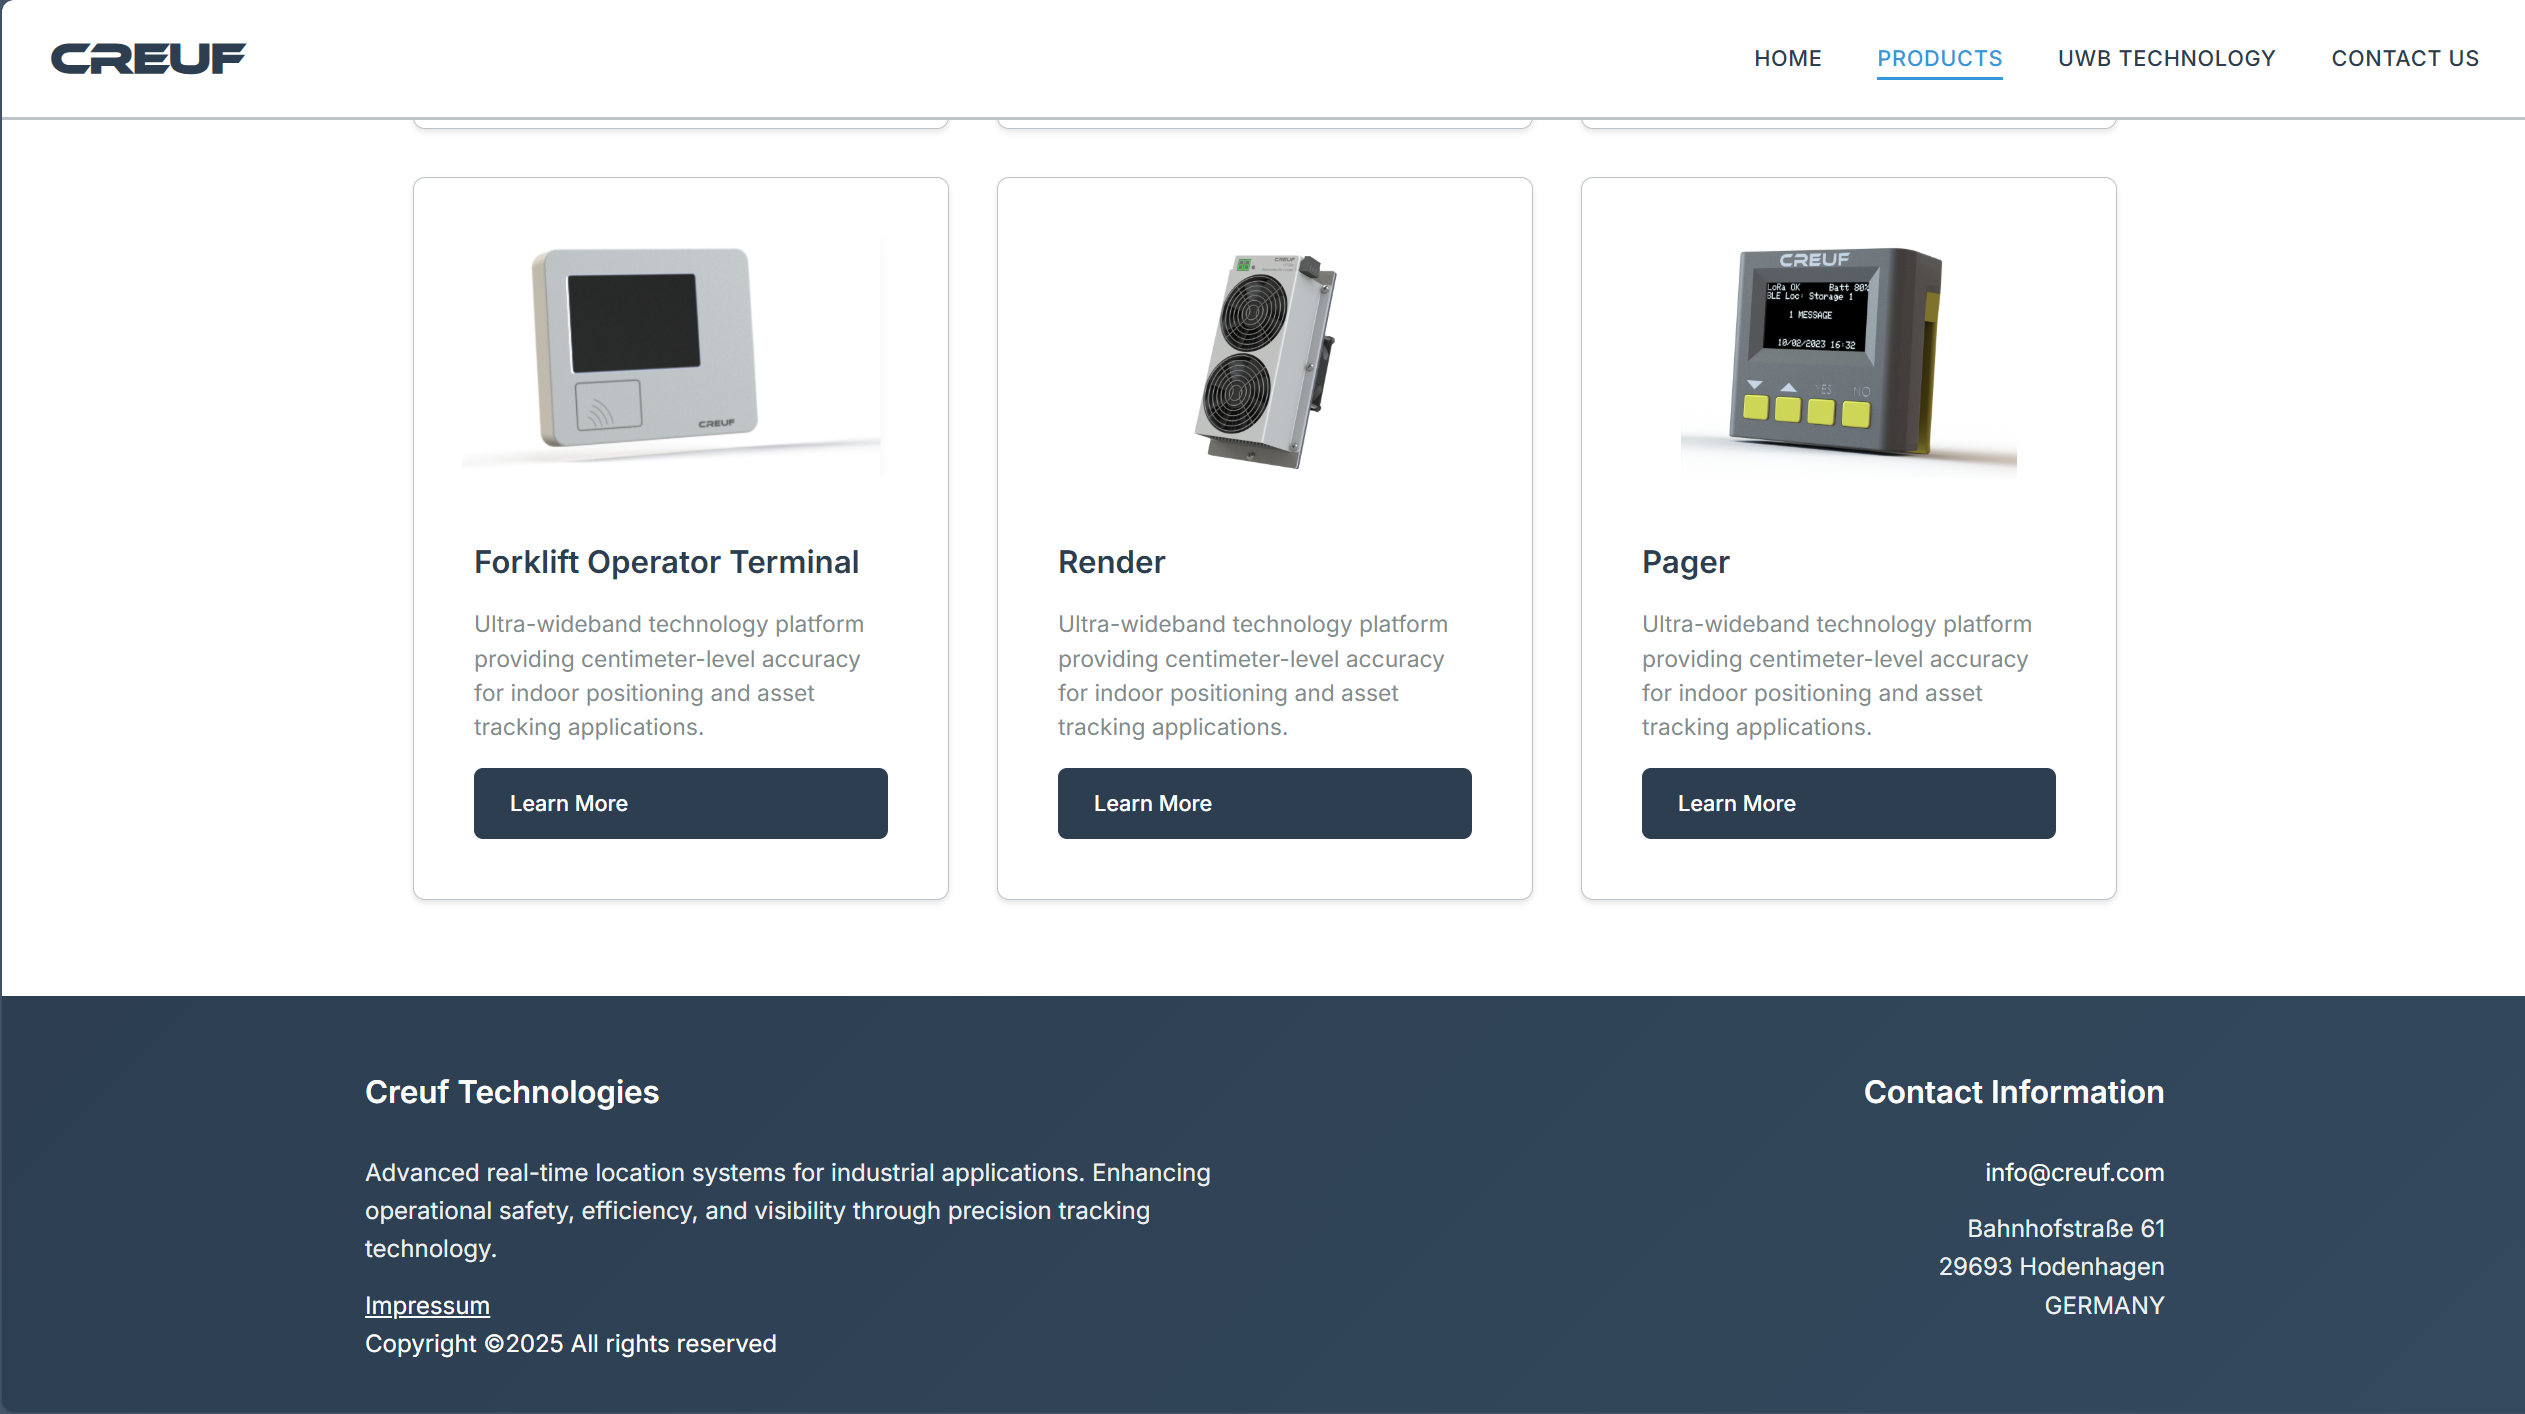 CREUF
HOME
PRODUCTS
UWB TECHNOLOGY
CONTACT US
CREUF
CREUF
CREUF
LoRa OK Batt 80%
BLE Loc: Storage 1
1 MESSAGE
10/02/2023 16:32
YES NO
Forklift Operator Terminal
Ultra-wideband technology platform
providing centimeter-level accuracy
for indoor positioning and asset
tracking applications.
Learn More
Render
Ultra-wideband technology platform
providing centimeter-level accuracy
for indoor positioning and asset
tracking applications.
Learn More
Pager
Ultra-wideband technology platform
providing centimeter-level accuracy
for indoor positioning and asset
tracking applications.
Learn More
Creuf Technologies
Advanced real-time location systems for industrial applications. Enhancing
operational safety, efficiency, and visibility through precision tracking
technology.
Impressum
Copyright ©2025 All rights reserved
Contact Information
info@creuf.com
Bahnhofstraße 61
29693 Hodenhagen
GERMANY